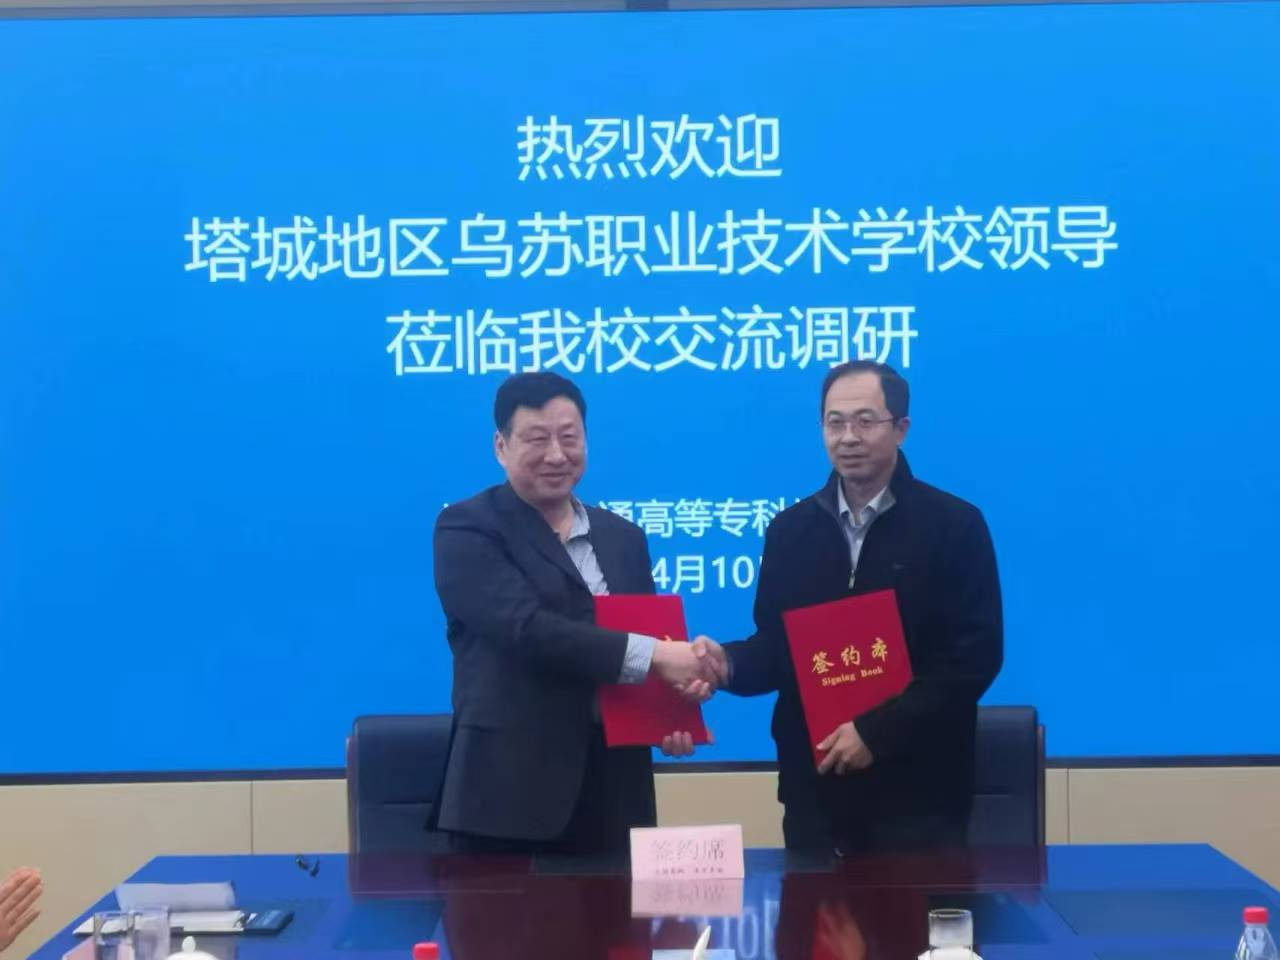 热烈欢迎
塔城地区乌苏职业技术学校领导
莅临我校交流调研
通高等专科
4月10
签约本
Signing Book
签约席